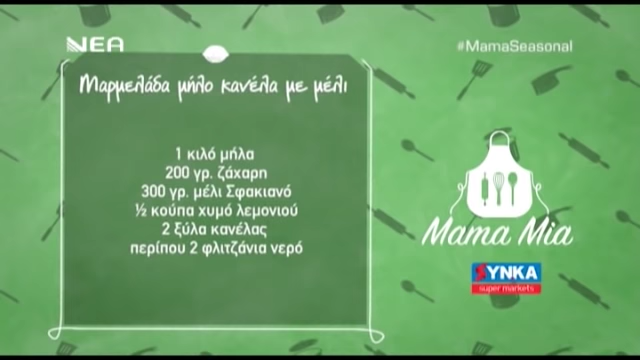 ΝΕΑ
#MamaSeasonal
Μαρμελάδα μήλο κανέλα με μέλι
1 κιλό μήλα
200 γρ. ζάχαρη
300 γρ. μέλι Σφακιανό
½ κούπα χυμό λεμονιού
2 ξύλα κανέλας
περίπου 2 φλιτζάνια νερό
Mama Mia
SYNKA
super markets